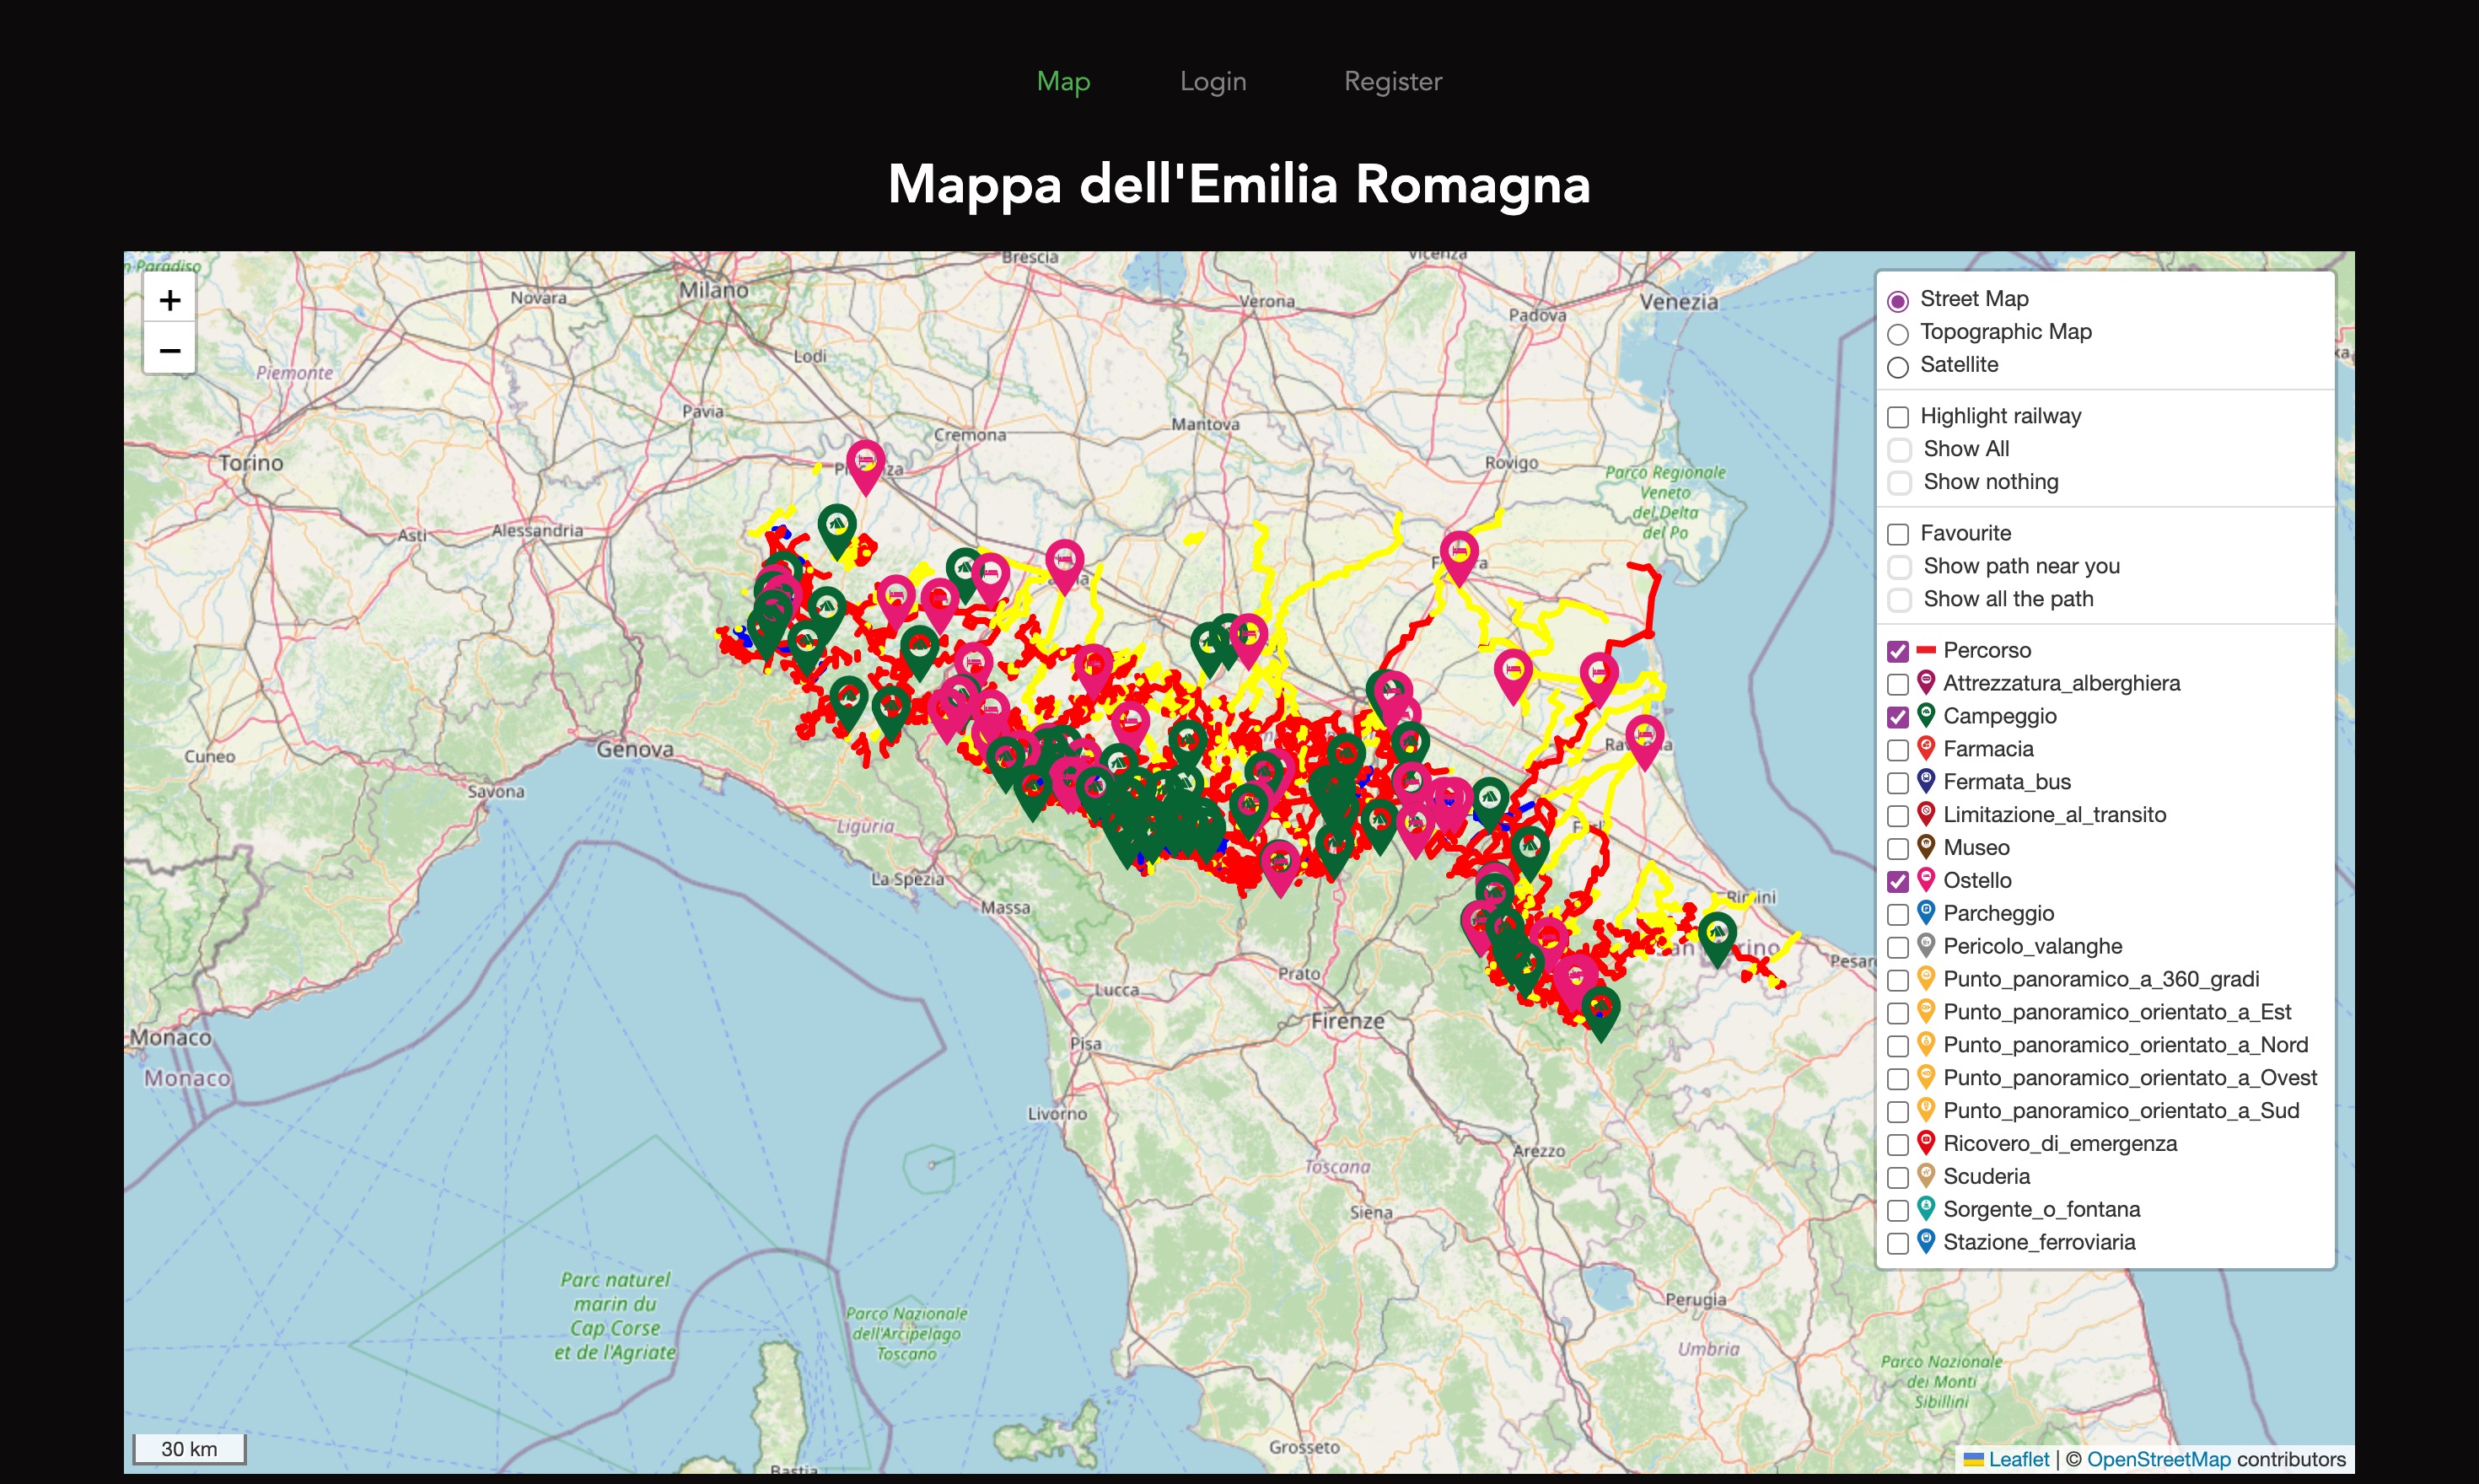 Map
Login
Register
Mappa dell'Emilia Romagna
+
−
Brescia
Vicenza
Novara
Milano
Verona
Padova
Venezia
Piemonte
Lodi
Pavia
Cremona
Mantova
Torino
Rovigo
Parco Regionale
Veneto
del Delta
del Po
Asti
Alessandria
Cuneo
Genova
Savona
Liguria
La Spezia
Massa
Rimini
Prato
Lucca
Firenze
Monaco
Monaco
Pisa
Livorno
Arezzo
Toscana
Siena
Parc naturel
marin du
Cap Corse
et de l'Agriate
Parco Nazionale
dell'Arcipelago
Toscano
Perugia
Umbria
Parco Nazionale
dei Monti
Sibillini
Grosseto
Bastia
30 km
Street Map
Topographic Map
Satellite
Highlight railway
Show All
Show nothing
Favourite
Show path near you
Show all the path
Percorso
Attrezzatura_alberghiera
Campeggio
Farmacia
Fermata_bus
Limitazione_al_transito
Museo
Ostello
Parcheggio
Pericolo_valanghe
Punto_panoramico_a_360_gradi
Punto_panoramico_orientato_a_Est
Punto_panoramico_orientato_a_Nord
Punto_panoramico_orientato_a_Ovest
Punto_panoramico_orientato_a_Sud
Ricovero_di_emergenza
Scuderia
Sorgente_o_fontana
Stazione_ferroviaria
Leaflet | © OpenStreetMap contributors